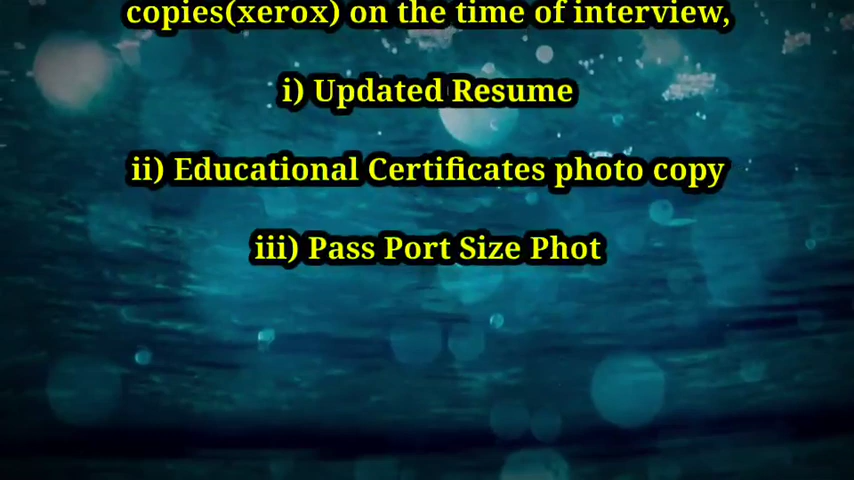 copies(xerox) on the time of interview,
i) Updated Resume
ii) Educational Certificates photo copy
iii) Pass Port Size Phot